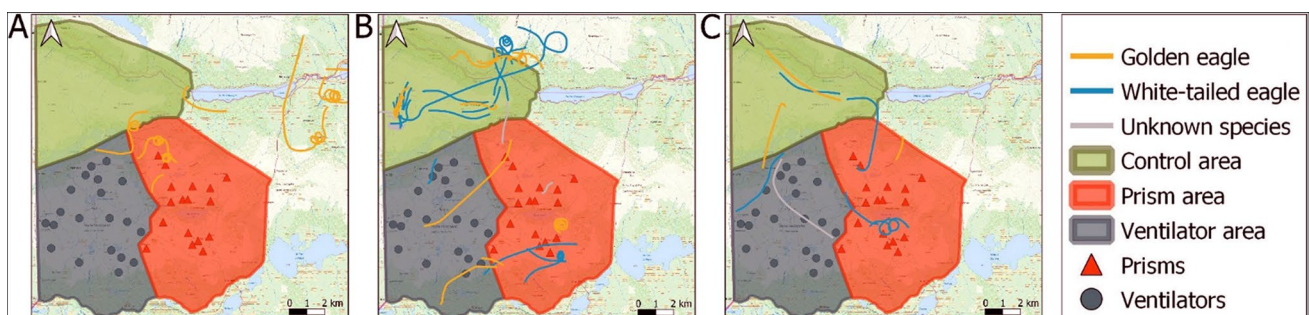 A
B
C
0 1 2 km
0 1 2 km
0 1 2 km
Golden eagle
White-tailed eagle
Unknown species
Control area
Prism area
Ventilator area
Prisms
Ventilators